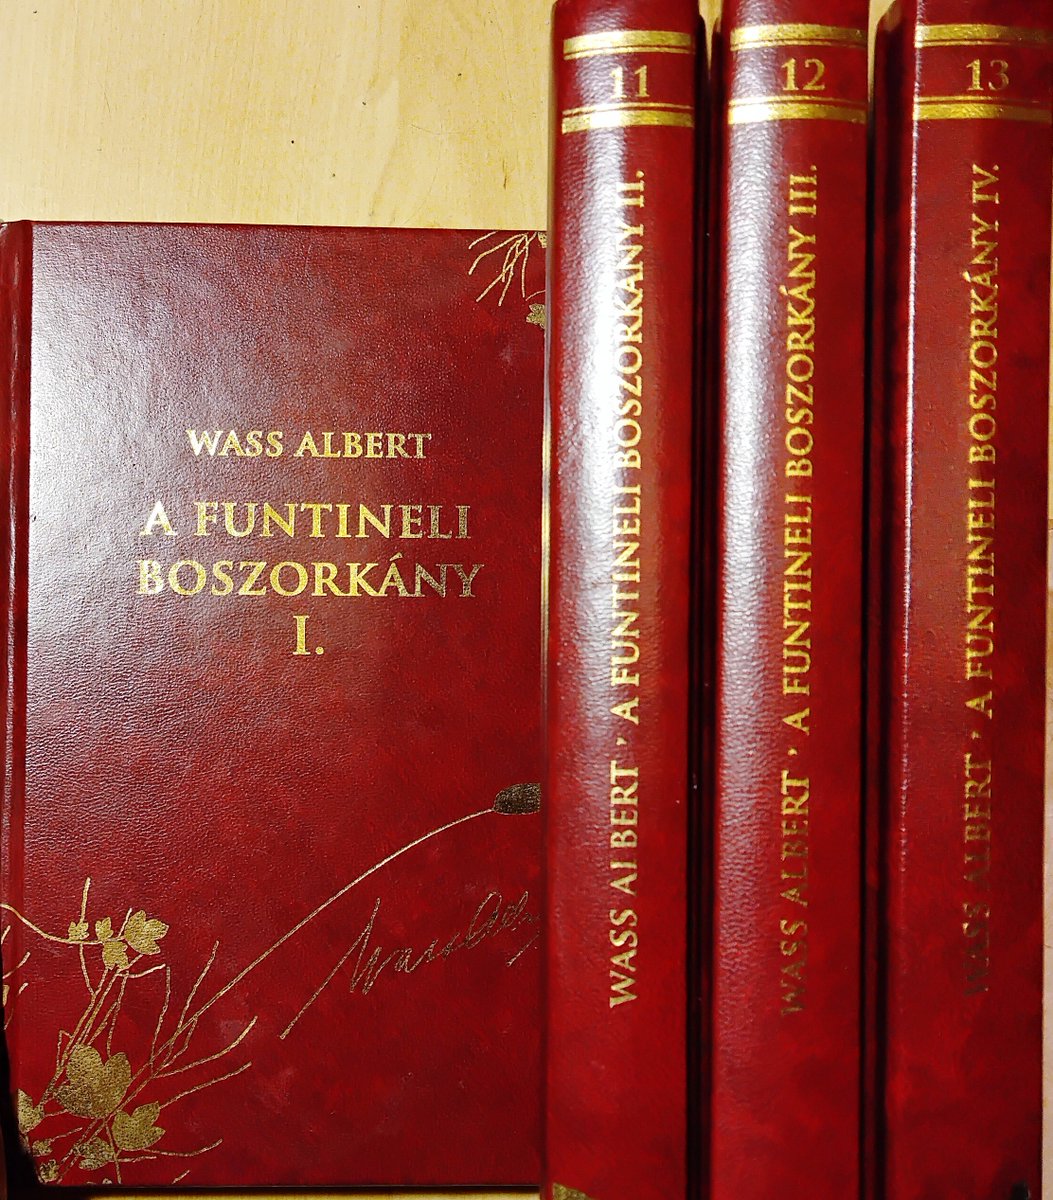 WASS ALBERT
A FUNTINELI
BOSZORKÁNY
I.
11
WASS ALBERT · A FUNTINELI BOSZORKÁNY II.
12
WASS ALBERT · A FUNTINELI BOSZORKÁNY III.
13
WASS ALBERT · A FUNTINELI BOSZORKÁNY IV.